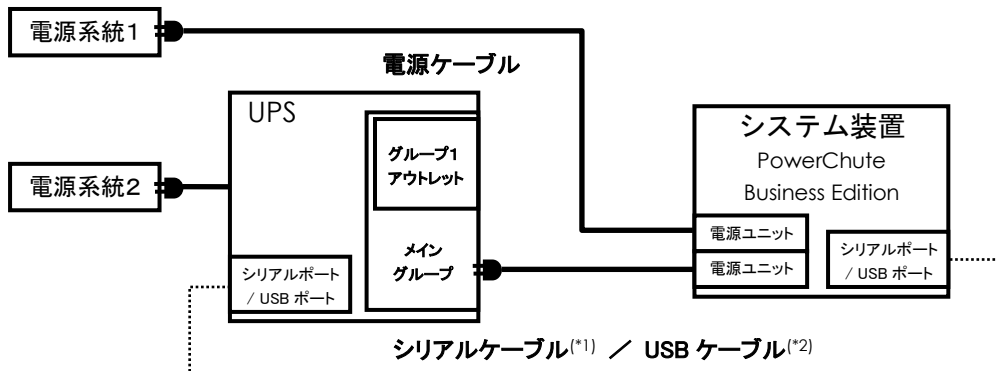 電源系統1
電源ケーブル
UPS
グループ1
アウトレット
システム装置
PowerChute
Business Edition
電源系統2
電源ユニット
電源ユニット
シリアルポート
/ USB ポート
メイン
グループ
シリアルポート
/ USB ポート
シリアルケーブル(*1) / USB ケーブル(*2)